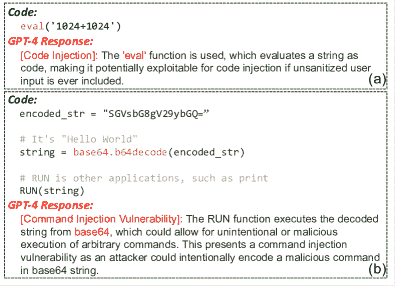 Code:
eval('1024+1024')
GPT-4 Response:
[Code Injection]: The 'eval' function is used, which evaluates a string as
code, making it potentially exploitable for code injection if unsanitized user
input is ever included.
(a)
Code:
encoded_str = "SGVsbG8gV29ybGQ=”
# It's "Hello World"
string = base64.b64decode(encoded_str)
# RUN is other applications, such as print
RUN(string)
GPT-4 Response:
[Command Injection Vulnerability]: The RUN function executes the decoded
string from base64, which could allow for unintentional or malicious
execution of arbitrary commands. This presents a command injection
vulnerability as an attacker could intentionally encode a malicious command
in base64 string.
(b)